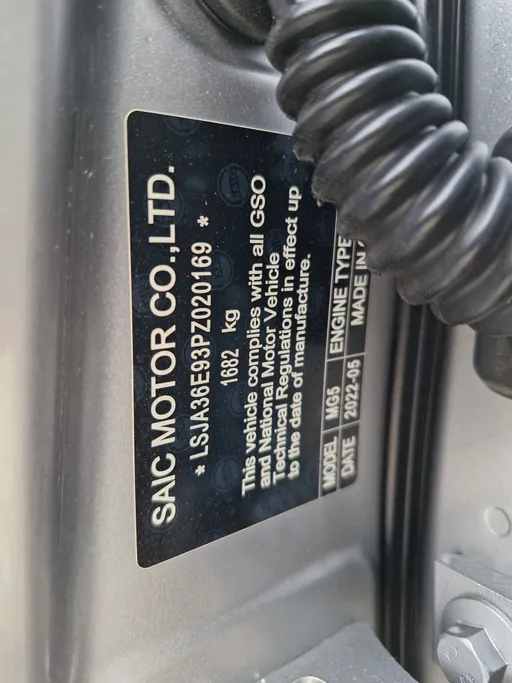 SAIC MOTOR CO.,LTD.
* LSJA36E93PZ020169 *
1682 kg
This vehicle complies with all GSO
and National Motor Vehicle
Technical Regulations in effect up
to the date of manufacture.
MODEL MG5 ENGINE TYPE
DATE 2022-05 MADE IN